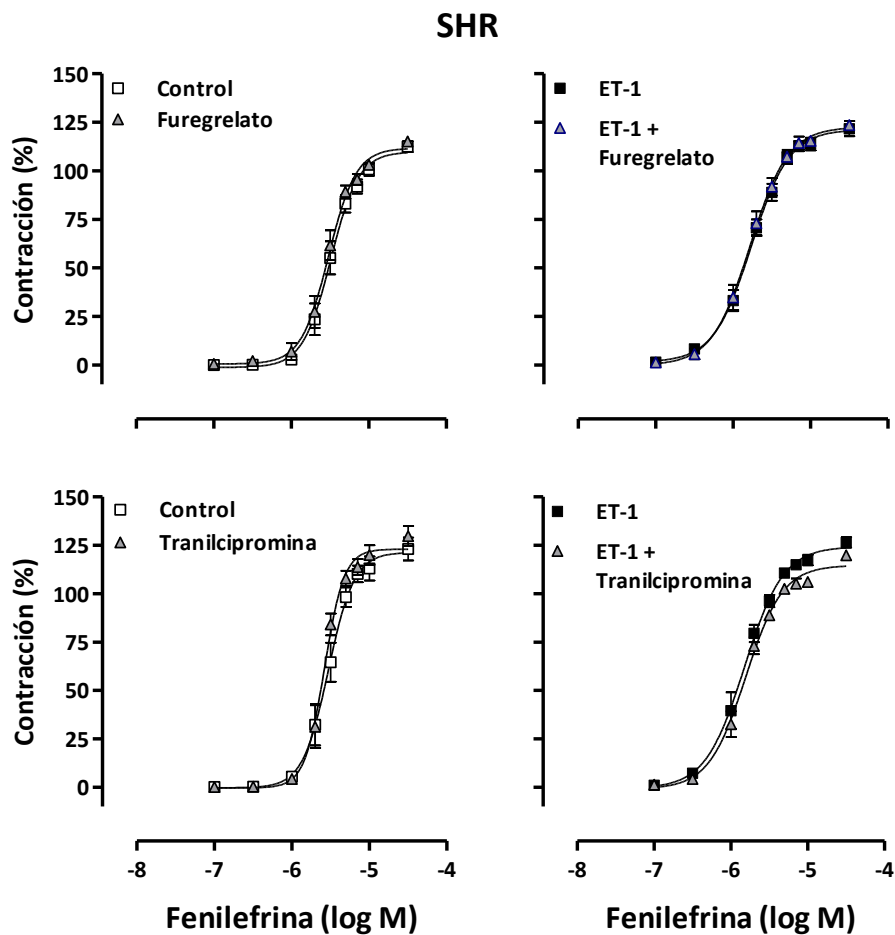 SHR
150
125
100
75
50
25
0
Contracción (%)
Control
Furegrelato
ET-1
ET-1 +
Furegrelato
150
125
100
75
50
25
0
Contracción (%)
Control
Tranilcipromina
ET-1
ET-1 +
Tranilcipromina
-7 -6 -5 -4
-8 -7 -6 -5 -4
Fenilefrina (log M) Fenilefrina (log M)